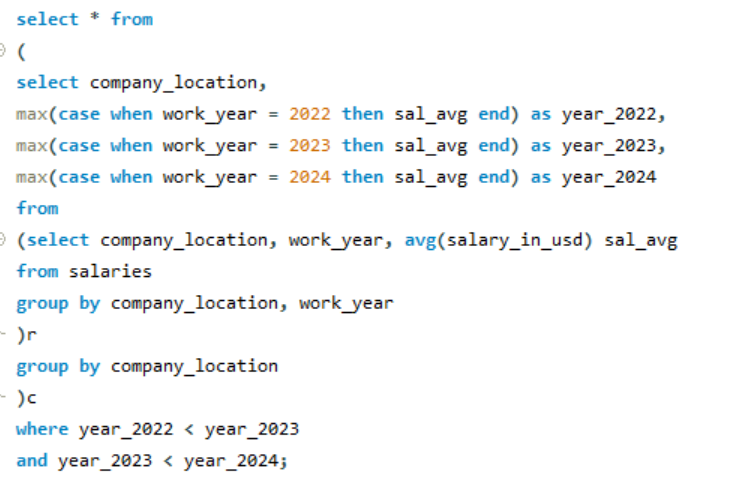 select * from
(
select company_location,
max(case when work_year = 2022 then sal_avg end) as year_2022,
max(case when work_year = 2023 then sal_avg end) as year_2023,
max(case when work_year = 2024 then sal_avg end) as year_2024
from
(select company_location, work_year, avg(salary_in_usd) sal_avg
from salaries
group by company_location, work_year
)r
group by company_location
)c
where year_2022 < year_2023
and year_2023 < year_2024;